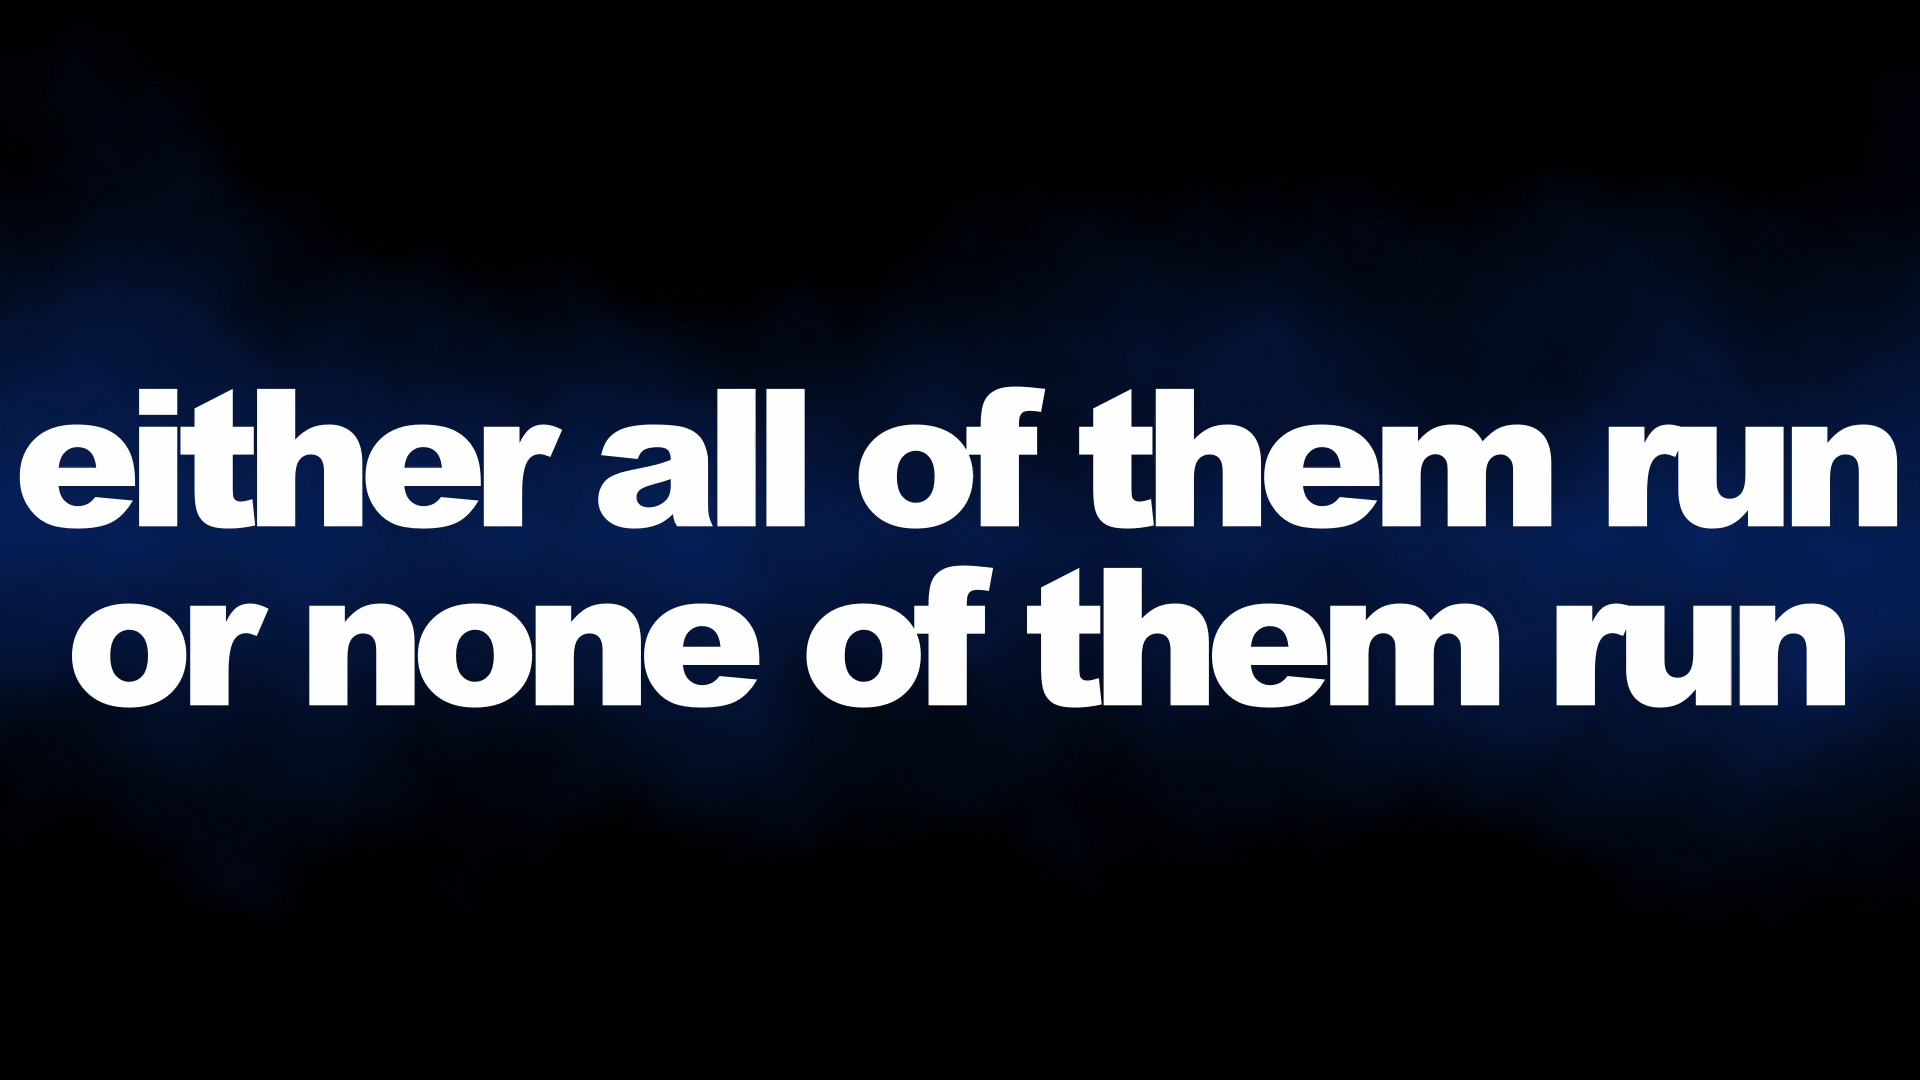 either all of them run
or none of them run